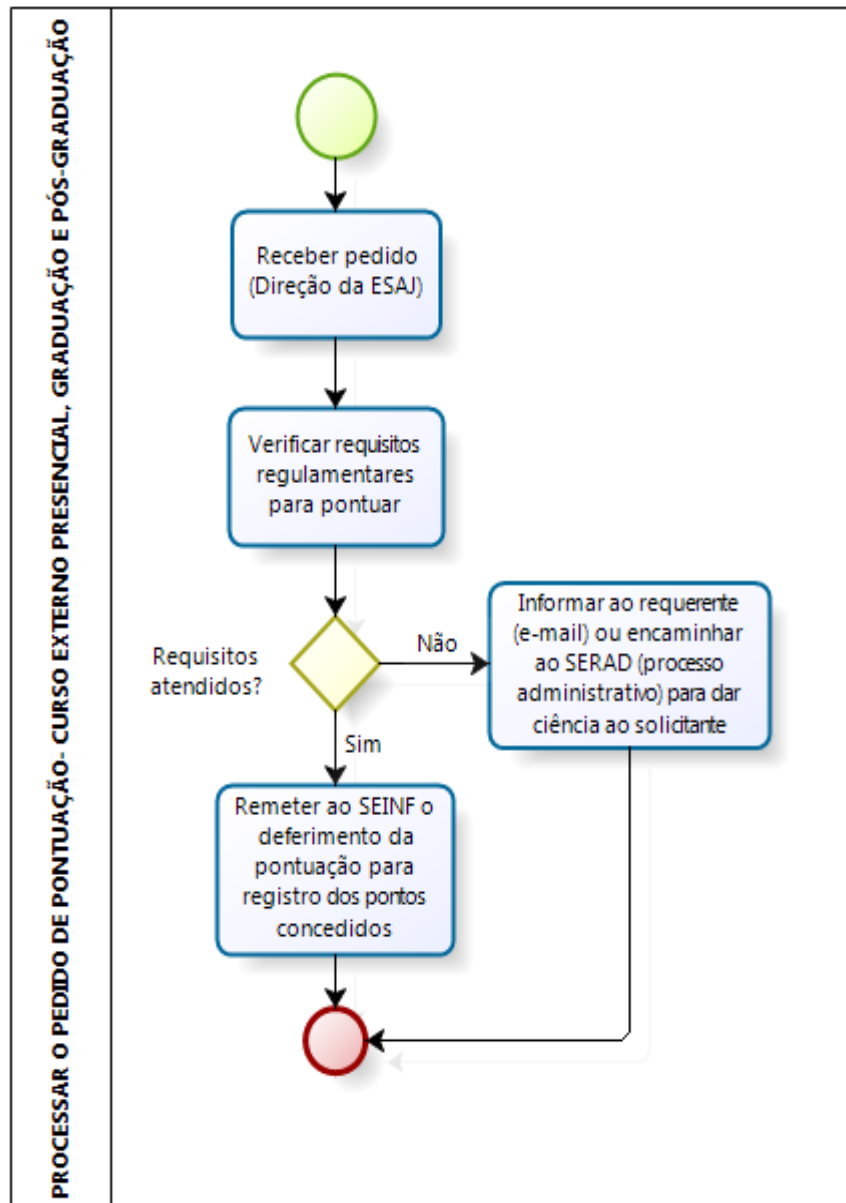 PROCESSAR O PEDIDO DE PONTUAÇÃO- CURSO EXTERNO PRESENCIAL, GRADUAÇÃO E PÓS-GRADUAÇÃO
Receber pedido
(Direção da ESAJ)
Verificar requisitos
regulamentares
para pontuar
Requisitos
atendidos?
Não
Informar ao requerente
(e-mail) ou encaminhar
ao SERAD (processo
administrativo) para dar
ciência ao solicitante
Sim
Remeter ao SEINF o
deferimento da
pontuação para
registro dos pontos
concedidos